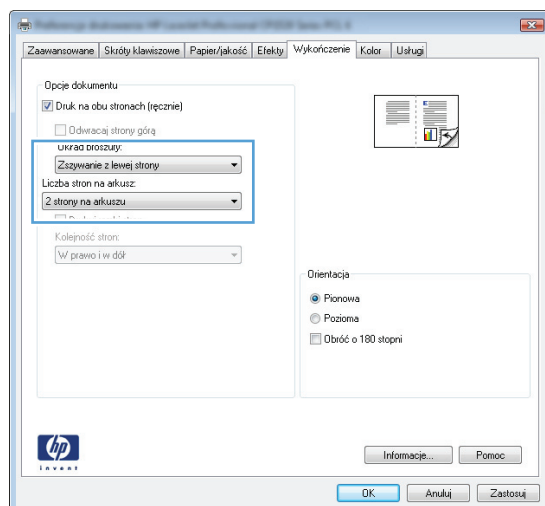 Zaawansowane Skróty klawiszowe Papier/jakość Efekty Wykończenie Kolor Usługi
Opcje dokumentu
Druk na obu stronach (ręcznie)
Odwracaj strony górą
Układ broszury:
Zszywanie z lewej strony
Liczba stron na arkusz:
2 strony na arkuszu
Kolejność stron:
W prawo i w dół
Orientacja
Pionowa
Pozioma
Obróć o 180 stopni
hp
invent
Informacje... Pomoc
OK Anuluj Zastosuj